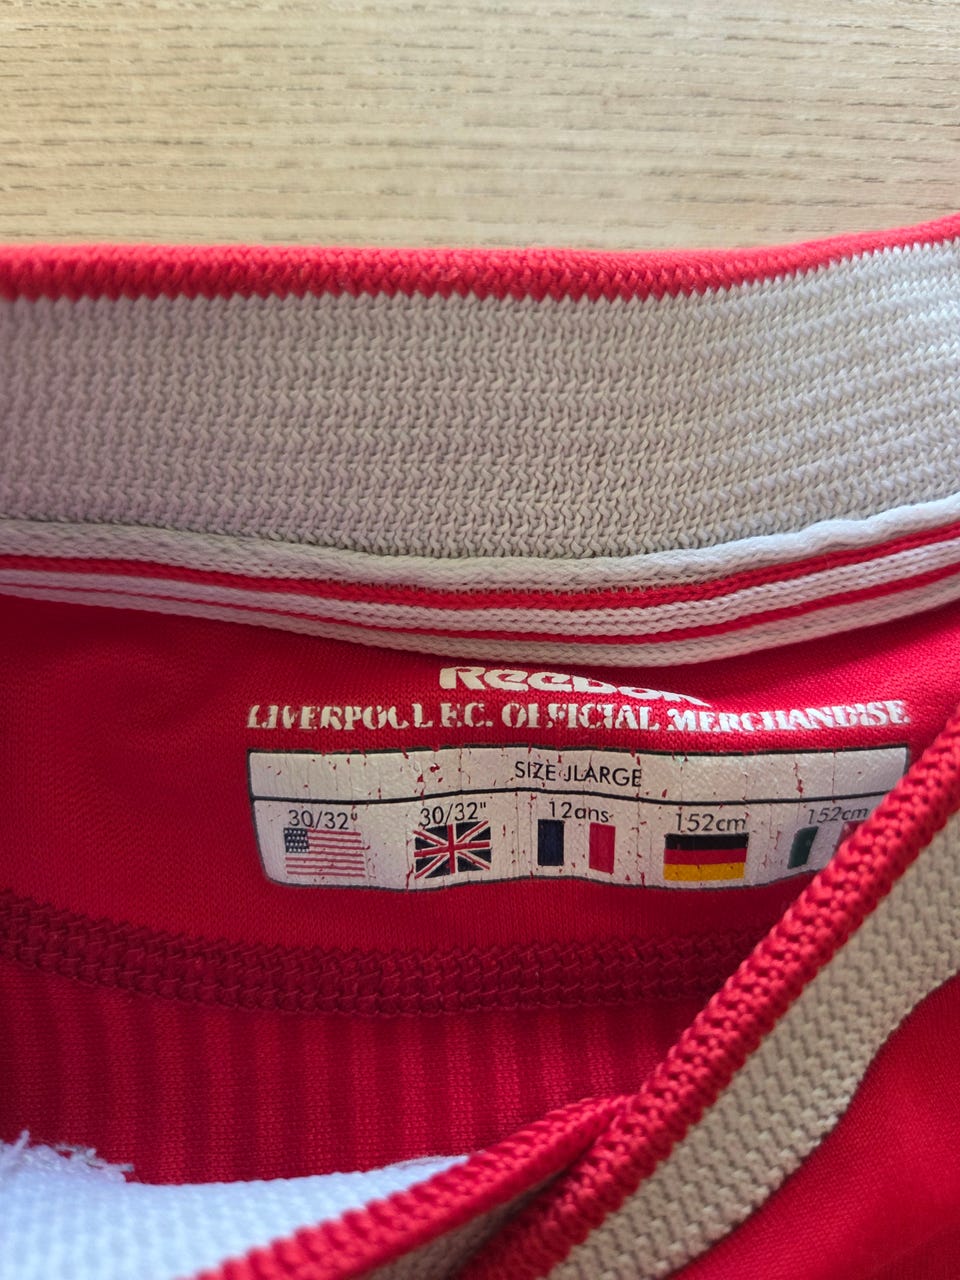 Reebok
LIVERPOOL F.C. OFFICIAL MERCHANDISE
SIZE JLARGE
30/32" 30/32" 12ans 152cm 152cm